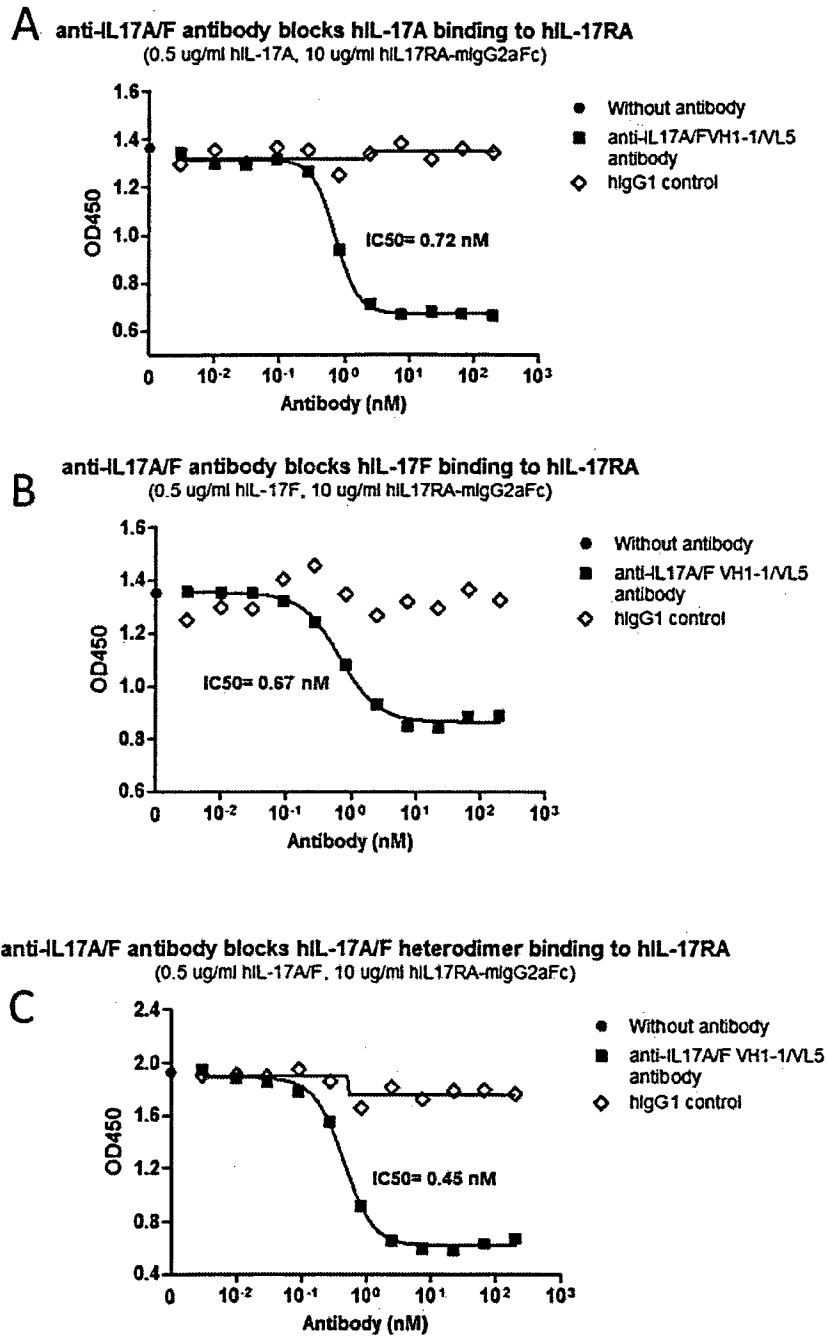 A anti-IL17A/F antibody blocks hIL-17A binding to hIL-17RA
(0.5 ug/ml hIL-17A, 10 ug/ml hIL17RA-mIgG2aFc)
1.6
1.4
1.2
1.0
0.8
0.6
OD450
IC50= 0.72 nM
0 10-2 10-1 100 101 102 103
Antibody (nM)
Without antibody
anti-IL17A/FVH1-1/VL5
antibody
hIgG1 control
anti-IL17A/F antibody blocks hIL-17F binding to hIL-17RA
B (0.5 ug/ml hIL-17F, 10 ug/ml hIL17RA-mIgG2aFc)
1.6
1.4
1.2
1.0
0.8
0.6
OD450
IC50= 0.67 nM
0 10-2 10-1 100 101 102 103
Antibody (nM)
Without antibody
anti-IL17A/F VH1-1/VL5
antibody
hIgG1 control
anti-IL17A/F antibody blocks hIL-17A/F heterodimer binding to hIL-17RA
(0.5 ug/ml hIL-17A/F, 10 ug/ml hIL17RA-mIgG2aFc)
C
2.4
2.0
1.6
1.2
0.8
0.4
OD450
IC50= 0.45 nM
0 10-2 10-1 100 101 102 103
Antibody (nM)
Without antibody
anti-IL17A/F VH1-1/VL5
antibody
hIgG1 control